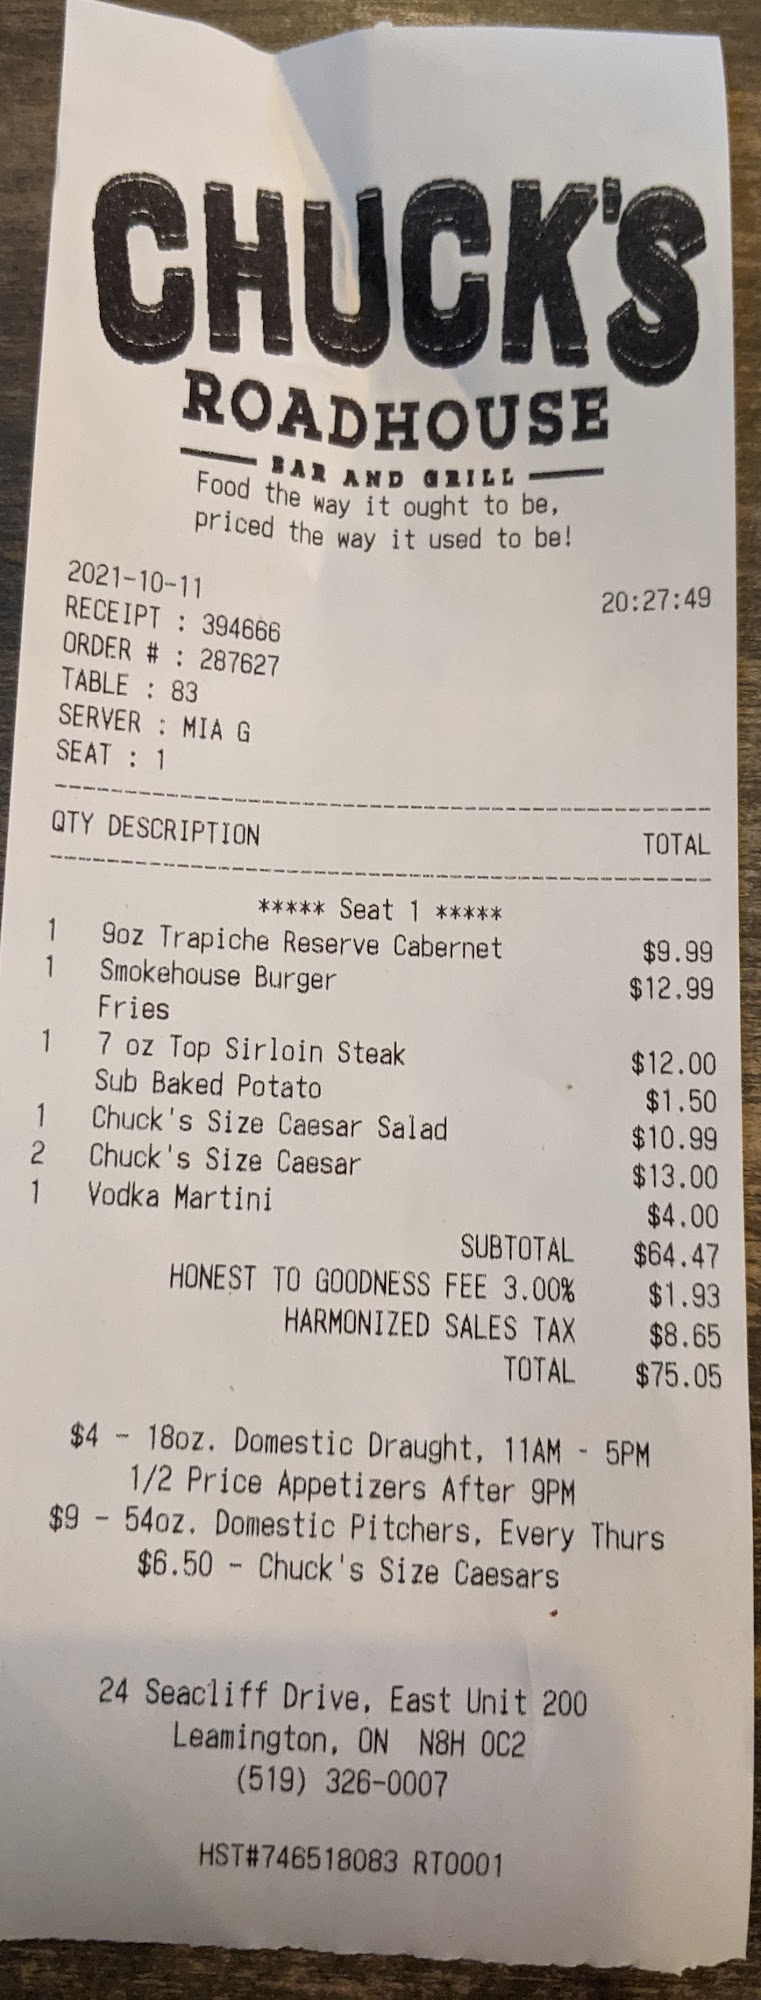 CHUCK'S
ROADHOUSE
BAR AND GRILL
Food the way it ought to be,
priced the way it used to be!
2021-10-11 20:27:49
RECEIPT : 394666
ORDER # : 287627
TABLE : 83
SERVER : MIA G
SEAT : 1
QTY DESCRIPTION TOTAL
***** Seat 1 *****
1 9oz Trapiche Reserve Cabernet $9.99
1 Smokehouse Burger $12.99
Fries
1 7 oz Top Sirloin Steak $12.00
Sub Baked Potato $1.50
1 Chuck's Size Caesar Salad $10.99
2 Chuck's Size Caesar $13.00
1 Vodka Martini $4.00
SUBTOTAL $64.47
HONEST TO GOODNESS FEE 3.00% $1.93
HARMONIZED SALES TAX $8.65
TOTAL $75.05
$4 - 18oz. Domestic Draught, 11AM - 5PM
1/2 Price Appetizers After 9PM
$9 - 54oz. Domestic Pitchers, Every Thurs
$6.50 - Chuck's Size Caesars
24 Seacliff Drive, East Unit 200
Leamington, ON N8H 0C2
(519) 326-0007
HST#746518083 RT0001